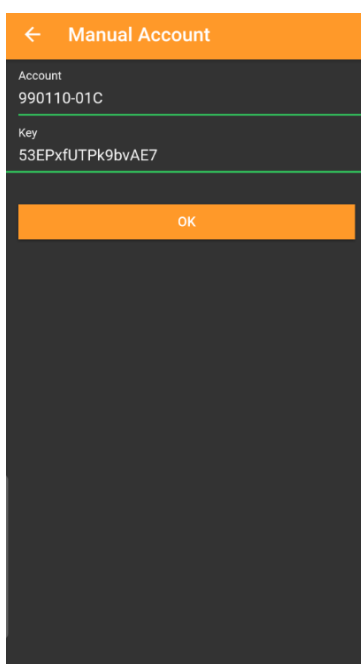 Manual Account
Account
990110-01C
Key
53EPxfUTPk9bvAE7
OK